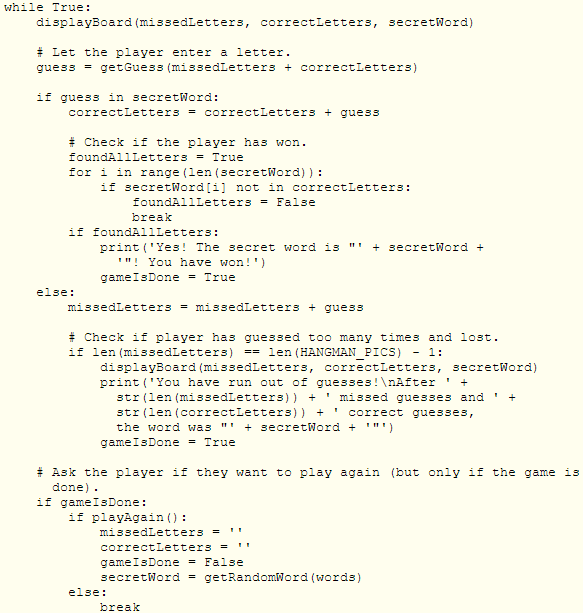 while True:
    displayBoard(missedLetters, correctLetters, secretWord)

    # Let the player enter a letter.
    guess = getGuess(missedLetters + correctLetters)

    if guess in secretWord:
        correctLetters = correctLetters + guess

        # Check if the player has won.
        foundAllLetters = True
        for i in range(len(secretWord)):
            if secretWord[i] not in correctLetters:
                foundAllLetters = False
                break
        if foundAllLetters:
            print('Yes! The secret word is "' + secretWord +
              '"! You have won!')
            gameIsDone = True
    else:
        missedLetters = missedLetters + guess

        # Check if player has guessed too many times and lost.
        if len(missedLetters) == len(HANGMAN_PICS) - 1:
            displayBoard(missedLetters, correctLetters, secretWord)
            print('You have run out of guesses!\nAfter ' +
              str(len(missedLetters)) + ' missed guesses and ' +
              str(len(correctLetters)) + ' correct guesses,
              the word was "' + secretWord + '"')
            gameIsDone = True

    # Ask the player if they want to play again (but only if the game is
      done).
    if gameIsDone:
        if playAgain():
            missedLetters = ''
            correctLetters = ''
            gameIsDone = False
            secretWord = getRandomWord(words)
        else:
            break